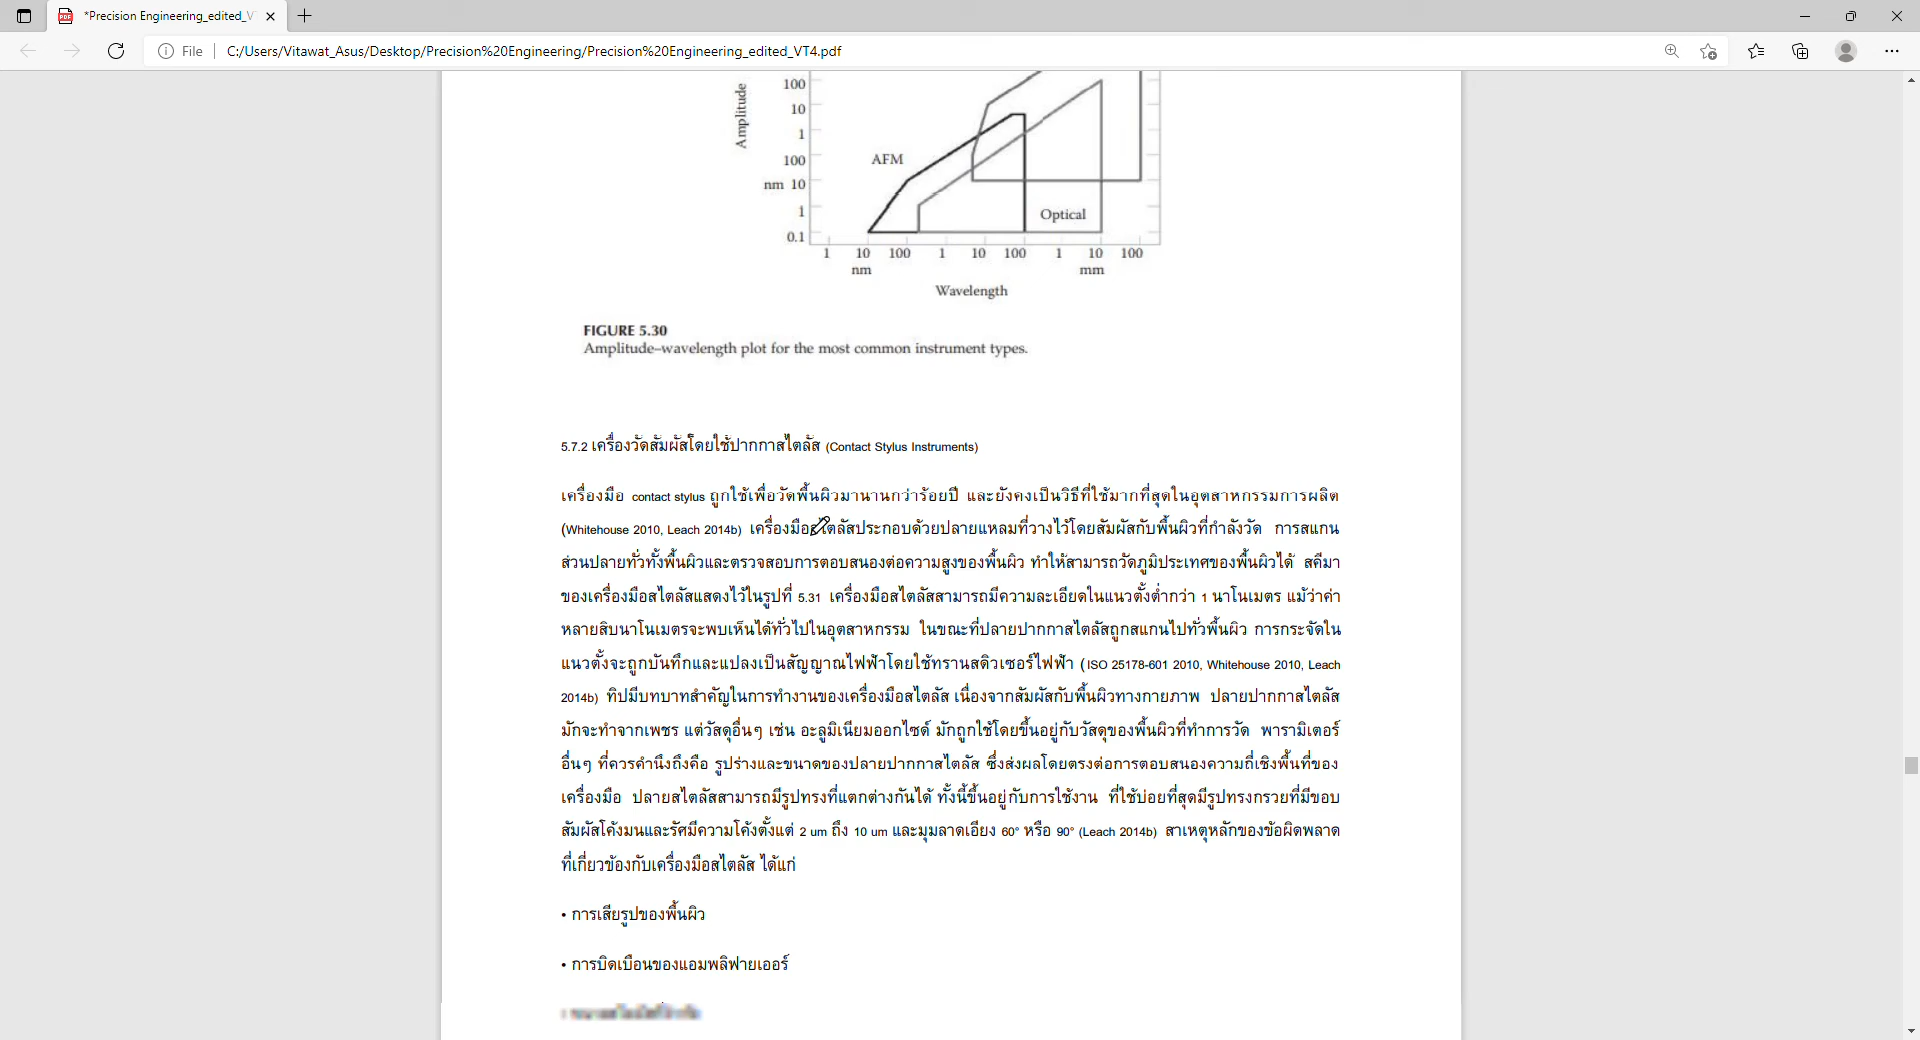 *Precision Engineering_edited_V
File
C:/Users/Vitawat_Asus/Desktop/Precision%20Engineering/Precision%20Engineering_edited_VT4.pdf
Amplitude
100
10
1
100
nm 10
1
0.1
AFM
Optical
1 10 100 1 10 100 1 10 100
nm mm
Wavelength
FIGURE 5.30
Amplitude–wavelength plot for the most common instrument types.
5.7.2 เครื่องวัดสัมผัสโดยใช้ปากกาสไตลัส (Contact Stylus Instruments)
เครื่องมือ contact stylus ถูกใช้เพื่อวัดพื้นผิวมานานกว่าร้อยปี และยังคงเป็นวิธีที่ใช้มากที่สุดในอุตสาหกรรมการผลิต
(Whitehouse 2010, Leach 2014b) เครื่องมือสไตลัสประกอบด้วยปลายแหลมที่วางไว้โดยสัมผัสกับพื้นผิวที่กำลังวัด การสแกน
ส่วนปลายทั่วทั้งพื้นผิวและตรวจสอบการตอบสนองต่อความสูงของพื้นผิว ทำให้สามารถวัดภูมิประเทศของพื้นผิวได้ สคีมา
ของเครื่องมือสไตลัสแสดงไว้ในรูปที่ 5.31 เครื่องมือสไตลัสสามารถมีความละเอียดในแนวตั้งต่ำกว่า 1 นาโนเมตร แม้ว่าค่า
หลายสิบนาโนเมตรจะพบเห็นได้ทั่วไปในอุตสาหกรรม ในขณะที่ปลายปากกาสไตลัสถูกสแกนไปทั่วพื้นผิว การกระจัดใน
แนวตั้งจะถูกบันทึกและแปลงเป็นสัญญาณไฟฟ้าโดยใช้ทรานสดิวเซอร์ไฟฟ้า (ISO 25178-601 2010, Whitehouse 2010, Leach
2014b) ทิปมีบทบาทสำคัญในการทำงานของเครื่องมือสไตลัส เนื่องจากสัมผัสกับพื้นผิวทางกายภาพ ปลายปากกาสไตลัส
มักจะทำจากเพชร แต่วัสดุอื่นๆ เช่น อะลูมิเนียมออกไซด์ มักถูกใช้โดยขึ้นอยู่กับวัสดุของพื้นผิวที่ทำการวัด พารามิเตอร์
อื่นๆ ที่ควรคำนึงถึงคือ รูปร่างและขนาดของปลายปากกาสไตลัส ซึ่งส่งผลโดยตรงต่อการตอบสนองความถี่เชิงพื้นที่ของ
เครื่องมือ ปลายสไตลัสสามารถมีรูปทรงที่แตกต่างกันได้ ทั้งนี้ขึ้นอยู่กับการใช้งาน ที่ใช้บ่อยที่สุดมีรูปทรงกรวยที่มีขอบ
สัมผัสโค้งมนและรัศมีความโค้งตั้งแต่ 2 um ถึง 10 um และมุมลาดเอียง 60° หรือ 90° (Leach 2014b) สาเหตุหลักของข้อผิดพลาด
ที่เกี่ยวข้องกับเครื่องมือสไตลัส ได้แก่
• การเสียรูปของพื้นผิว
• การบิดเบือนของแอมพลิฟายเออร์